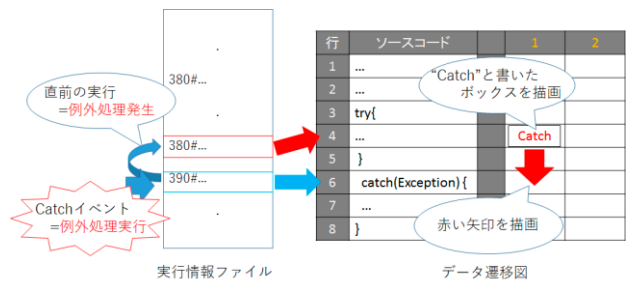 .
380#...
.
380#...
390#...
.
直前の実行
=例外処理発生
Catchイベント
=例外処理実行
実行情報ファイル
行 ソースコード 1 2
1 ...
2 ...
3 try{
4 ... Catch
5 }
6 catch(Exception) {
7 ...
8 }
“Catch”と書いた
ボックスを描画
赤い矢印を描画
データ遷移図